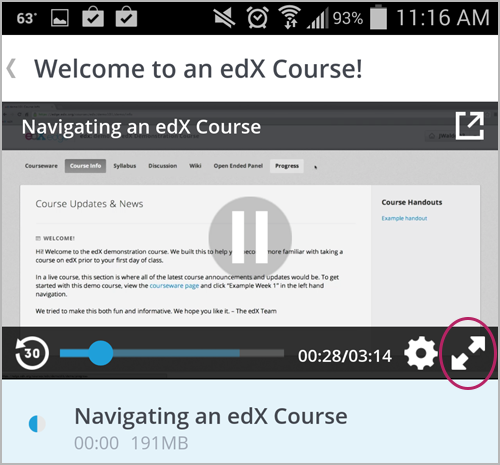 63° 93% 11:16 AM
Welcome to an edX Course!
Navigating an edX Course
Courseware Course Info Syllabus Discussion Wiki Open Ended Panel Progress
Course Updates & News
Course Handouts
Example handout
WELCOME!
Hi! Welcome to the edX demonstration course. We built this to help you become more familiar with taking a
course on edX prior to your first day of class.
In a live course, this section is where all of the latest course announcements and updates would be. To get
started with this demo course, view the courseware page and click "Example Week 1" in the left hand
navigation.
We tried to make this both fun and informative. We hope you like it. – The edX Team
30 00:28/03:14
Navigating an edX Course
00:00 191MB